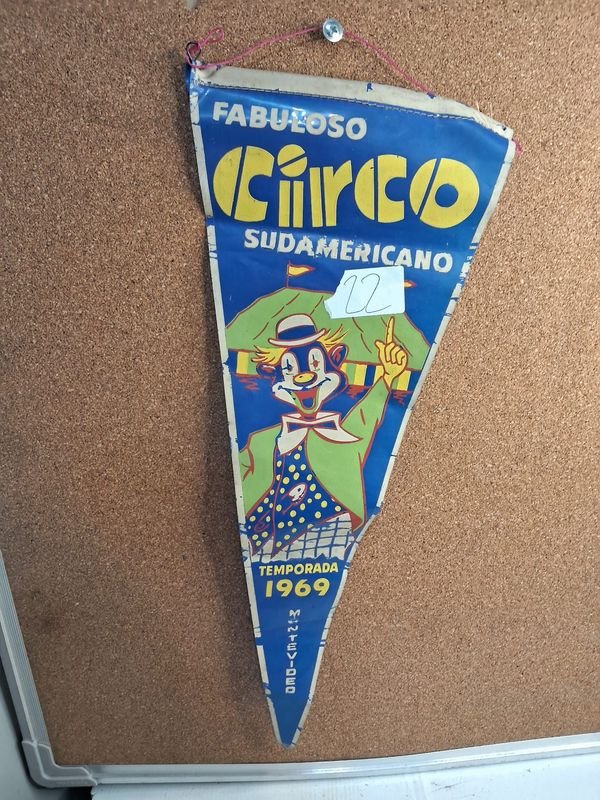 FABULOSO
CIRCO
SUDAMERICANO
22
TEMPORADA
1969
MONTEVIDEO